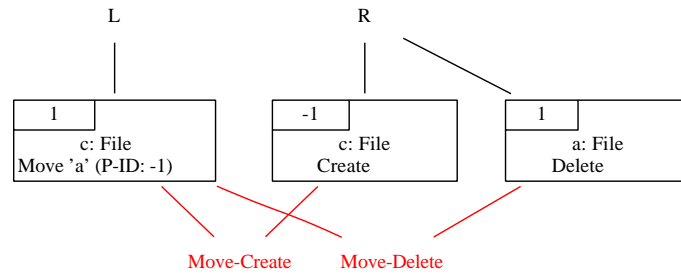 L R
1 -1 1
c: File c: File a: File
Move 'a' (P-ID: -1) Create Delete
Move-Create Move-Delete